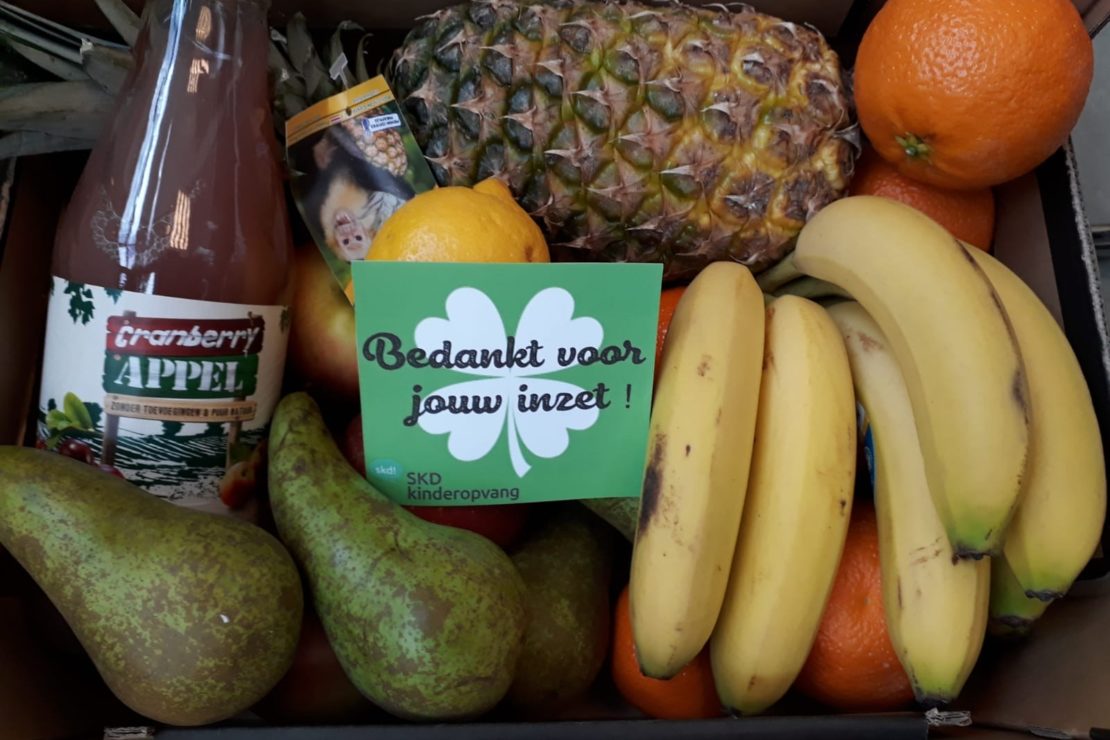 Cranberry
APPEL
ZONDER TOEVOEGINGEN & PUUR NATUUR
Bedankt voor
jouw inzet !
skd!
SKD
kinderopvang